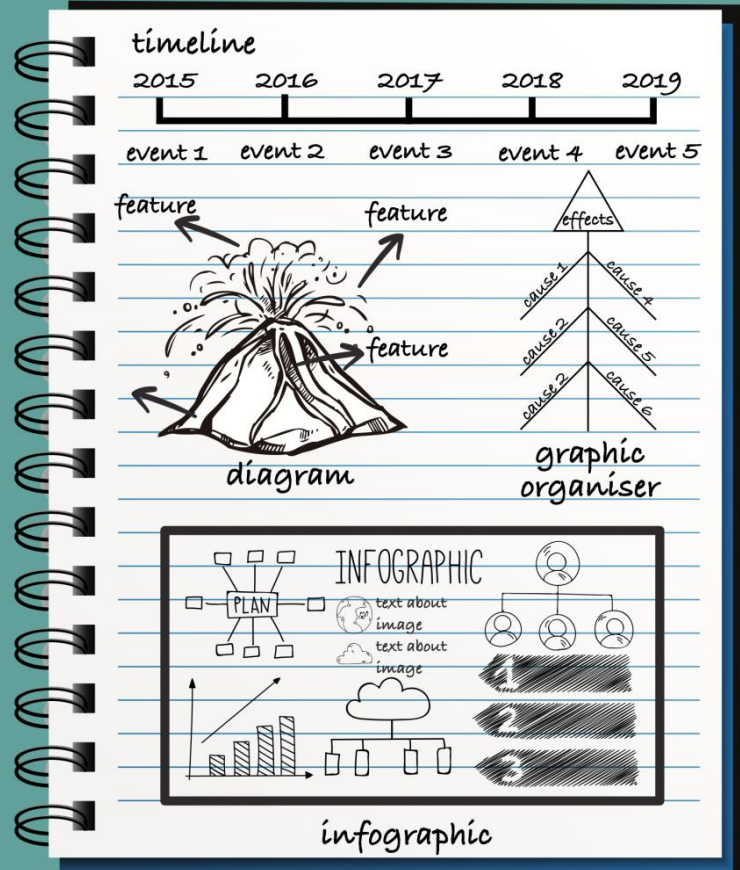 timeline
2015 2016 2017 2018 2019
event 1 event 2 event 3 event 4 event 5
feature
feature
feature
diagram
effects
cause 1
cause 4
cause 2
cause 5
cause 2
cause 6
graphic
organiser
INFOGRAPHIC
PLAN
text about
image
text about
image
1
2
3
infographic